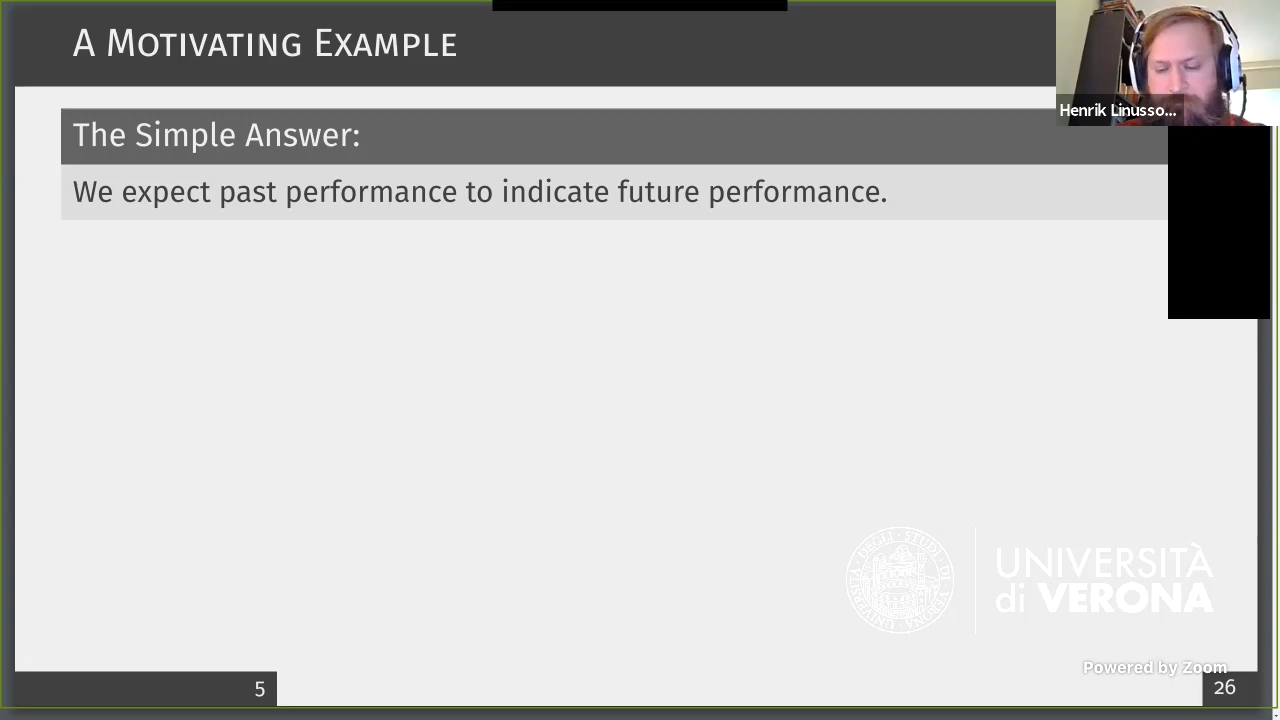 A Motivating Example
Henrik Linusso...
The Simple Answer:
We expect past performance to indicate future performance.
UNIVERSITÀ
di VERONA
Powered by Zoom
5
26